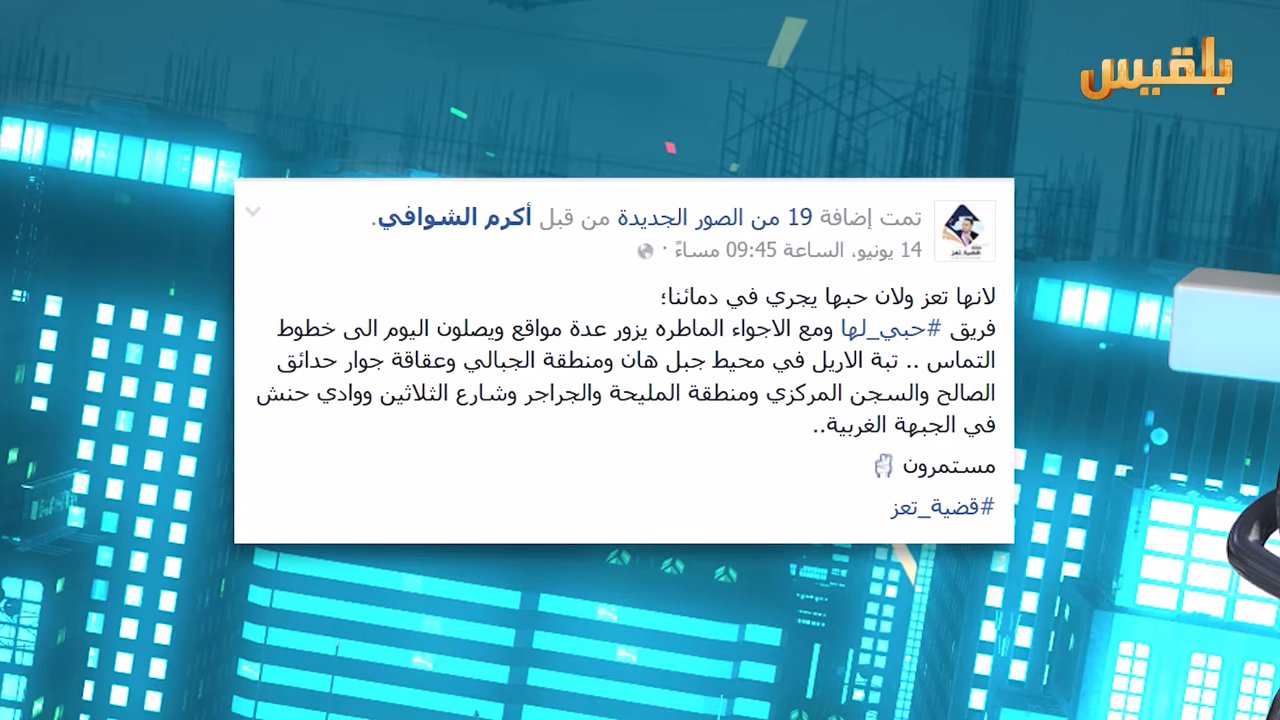 بلقيس
تمت إضافة 19 من الصور الجديدة من قبل أكرم الشوافي.
14 يونيو، الساعة 09:45 مساءً ·
قضية_تعز
لانها تعز ولان حبها يجري في دمائنا؛
فريق #حبي_لها ومع الاجواء الماطره يزور عدة مواقع ويصلون اليوم الى خطوط
التماس .. تبة الاريل في محيط جبل هان ومنطقة الجبالي وعقاقة جوار حدائق
الصالح والسجن المركزي ومنطقة المليحة والجراجر وشارع الثلاثين ووادي حنش
في الجبهة الغربية..
مستمرون ✌
#قضية_تعز